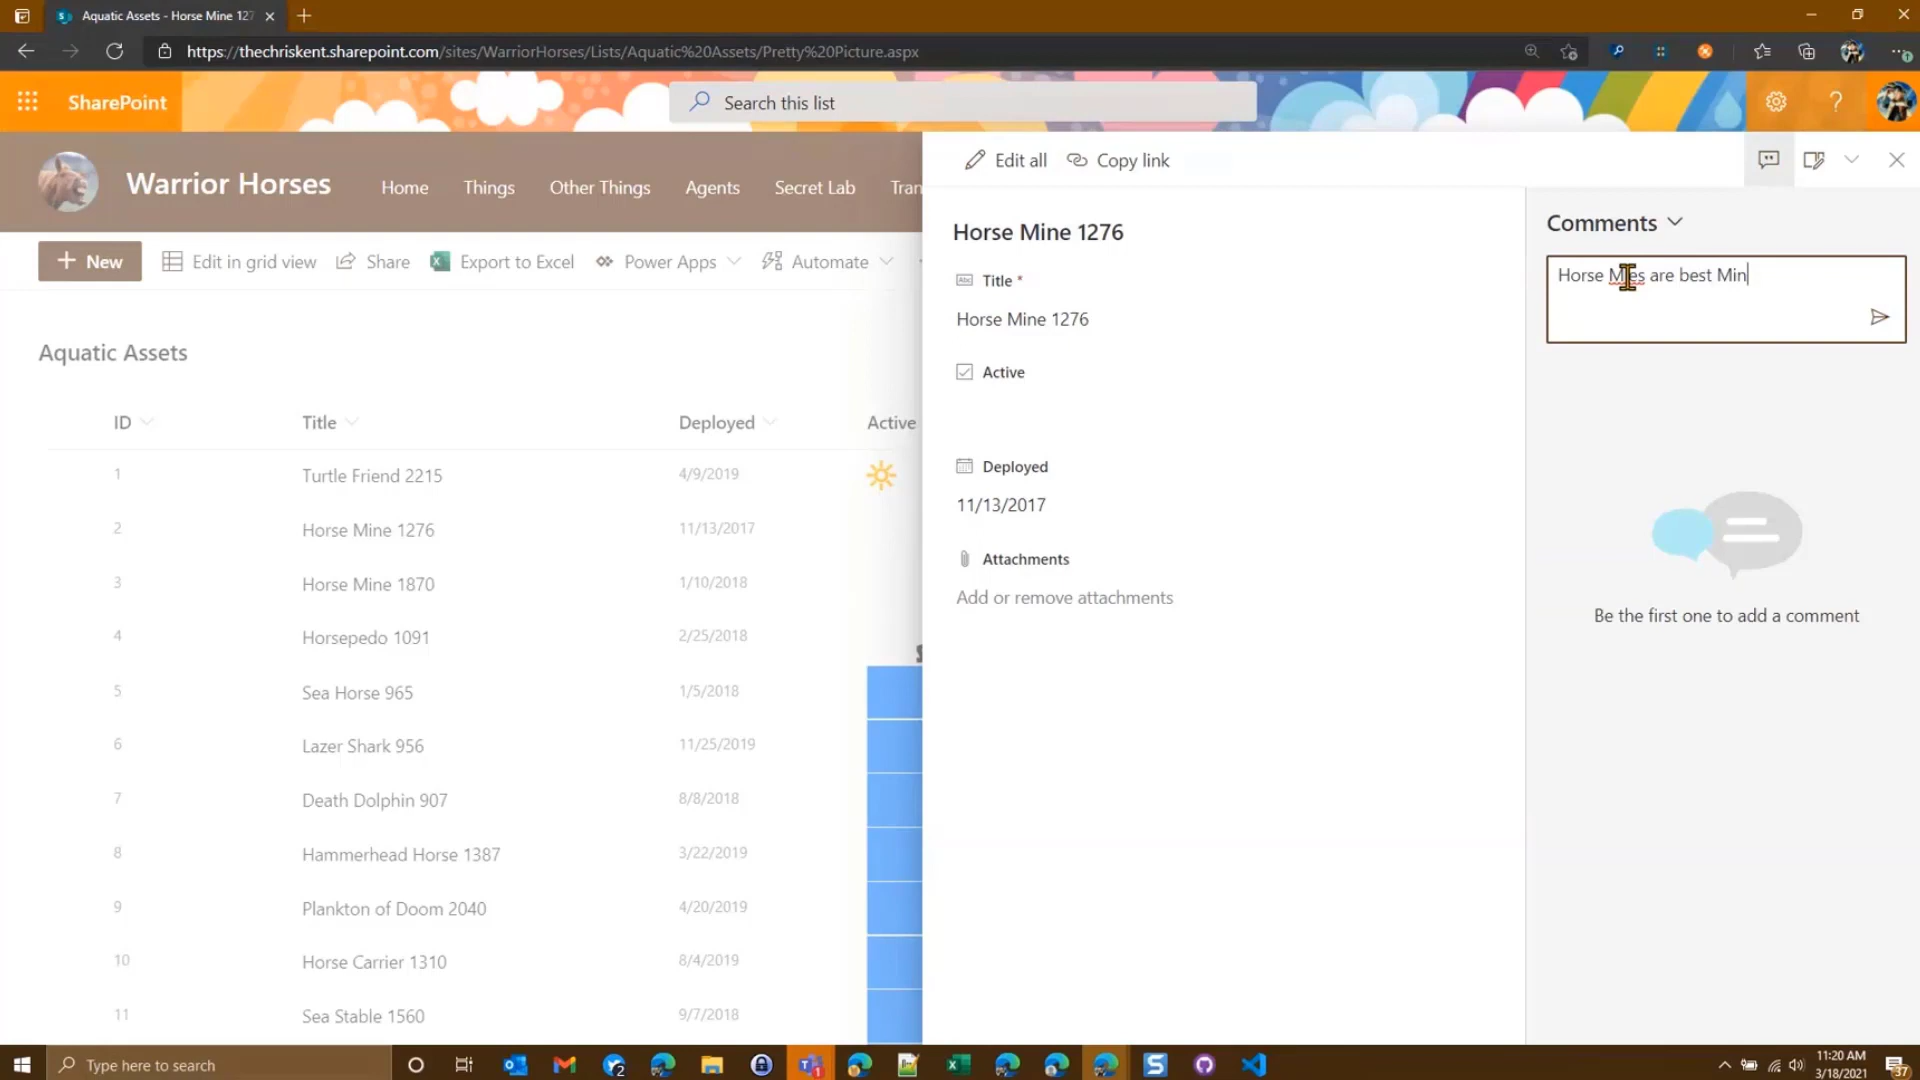 Aquatic Assets - Horse Mine 127
https://thechriskent.sharepoint.com/sites/WarriorHorses/Lists/Aquatic%20Assets/Pretty%20Picture.aspx
SharePoint
Search this list
Warrior Horses
Home
Things
Other Things
Agents
Secret Lab
Tran
New
Edit in grid view
Share
Export to Excel
Power Apps
Automate
Aquatic Assets
ID Title Deployed Active
1 Turtle Friend 2215 4/9/2019
2 Horse Mine 1276 11/13/2017
3 Horse Mine 1870 1/10/2018
4 Horsepedo 1091 2/25/2018
5 Sea Horse 965 1/5/2018
6 Lazer Shark 956 11/25/2019
7 Death Dolphin 907 8/8/2018
8 Hammerhead Horse 1387 3/22/2019
9 Plankton of Doom 2040 4/20/2019
10 Horse Carrier 1310 8/4/2019
11 Sea Stable 1560 9/7/2018
Edit all
Copy link
Horse Mine 1276
Abc Title *
Horse Mine 1276
Active
Deployed
11/13/2017
Attachments
Add or remove attachments
Comments
Horse Mies are best Min
Be the first one to add a comment
Type here to search
11:20 AM
3/18/2021
37